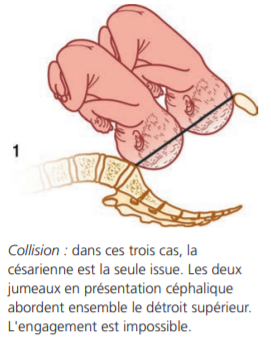 1
Collision : dans ces trois cas, la
césarienne est la seule issue. Les deux
jumeaux en présentation céphalique
abordent ensemble le détroit supérieur.
L'engagement est impossible.